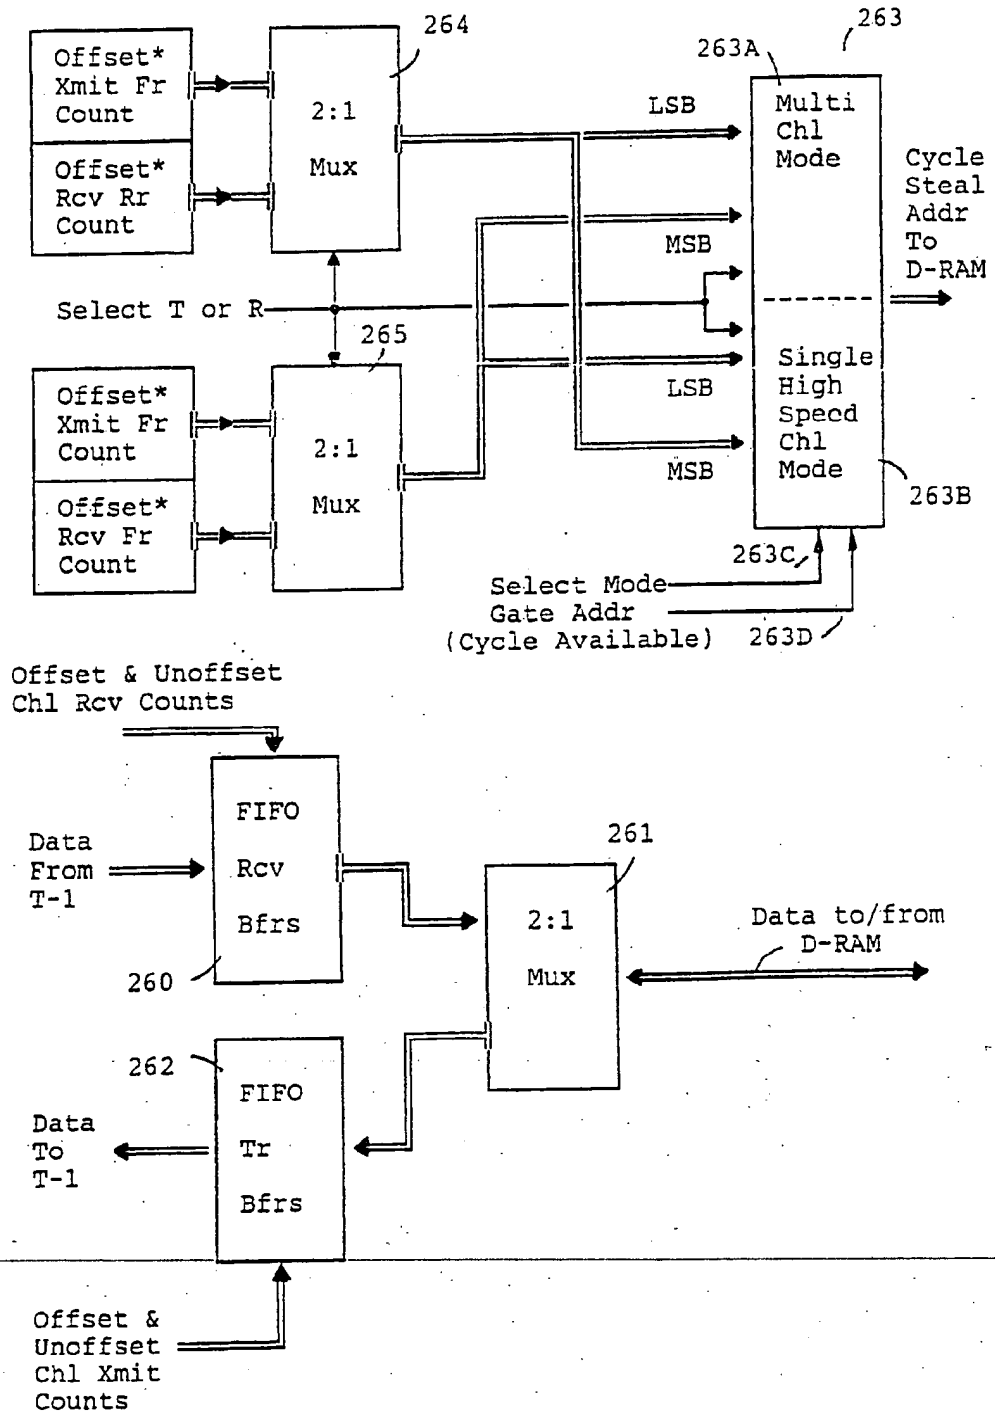 264
263
263A
Offset*
Xmit Fr
Count
Offset*
Rcv Rr
Count
2:1
Mux
LSB
MSB
Multi
Chl
Mode
Cycle
Steal
Addr
To
D-RAM
Select T or R
265
Offset*
Xmit Fr
Count
Offset*
Rcv Fr
Count
2:1
Mux
LSB
MSB
Single
High
Specd
Chl
Mode
263B
263C
Select Mode
Gate Addr
(Cycle Available)
263D
Offset & Unoffset
Chl Rcv Counts
Data
From
T-1
FIFO
Rcv
Bfrs
260
261
2:1
Mux
Data to/from
D-RAM
262
FIFO
Tr
Bfrs
Data
To
T-1
Offset &
Unoffset
Chl Xmit
Counts